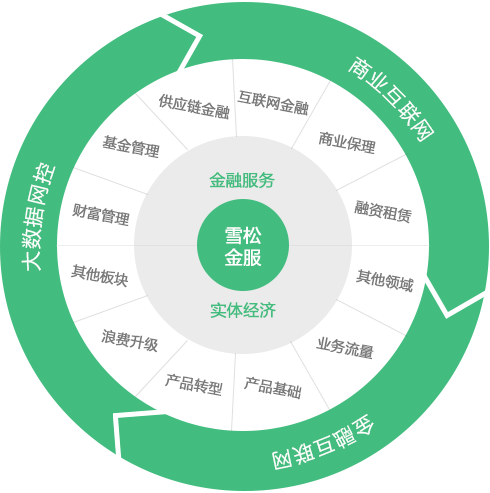 商业互联网
金融互联网
大数据网控
供应链金融
互联网金融
商业保理
融资租赁
其他领域
业务流量
产品基础
产品转型
浪费升级
其他板块
财富管理
基金管理
金融服务
雪松
金服
实体经济